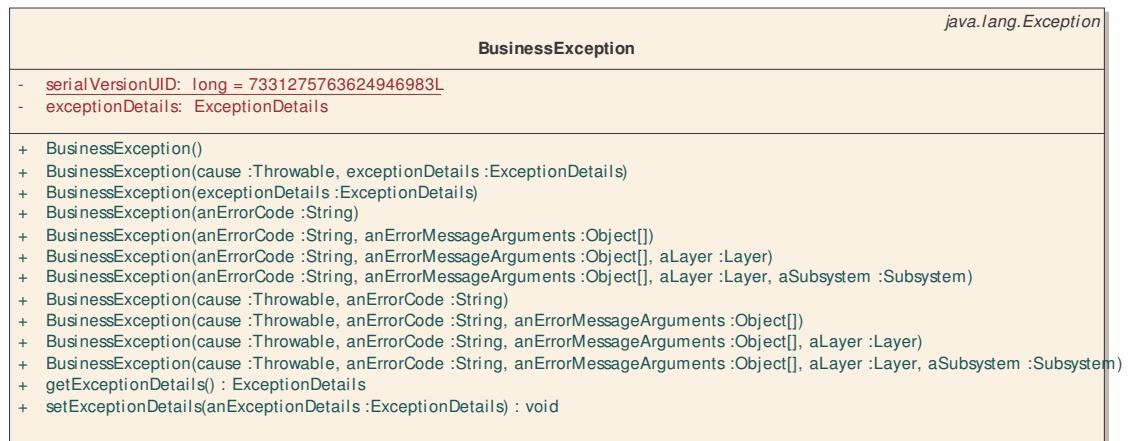 java.lang.Exception
BusinessException
- serialVersionUID: long = 7331275763624946983L
- exceptionDetails: ExceptionDetails
+ BusinessException()
+ BusinessException(cause :Throwable, exceptionDetails :ExceptionDetails)
+ BusinessException(exceptionDetails :ExceptionDetails)
+ BusinessException(anErrorCode :String)
+ BusinessException(anErrorCode :String, anErrorMessageArguments :Object[])
+ BusinessException(anErrorCode :String, anErrorMessageArguments :Object[], aLayer :Layer)
+ BusinessException(anErrorCode :String, anErrorMessageArguments :Object[], aLayer :Layer, aSubsystem :Subsystem)
+ BusinessException(cause :Throwable, anErrorCode :String)
+ BusinessException(cause :Throwable, anErrorCode :String, anErrorMessageArguments :Object[])
+ BusinessException(cause :Throwable, anErrorCode :String, anErrorMessageArguments :Object[], aLayer :Layer)
+ BusinessException(cause :Throwable, anErrorCode :String, anErrorMessageArguments :Object[], aLayer :Layer, aSubsystem :Subsystem)
+ getExceptionDetails() : ExceptionDetails
+ setExceptionDetails(anExceptionDetails :ExceptionDetails) : void